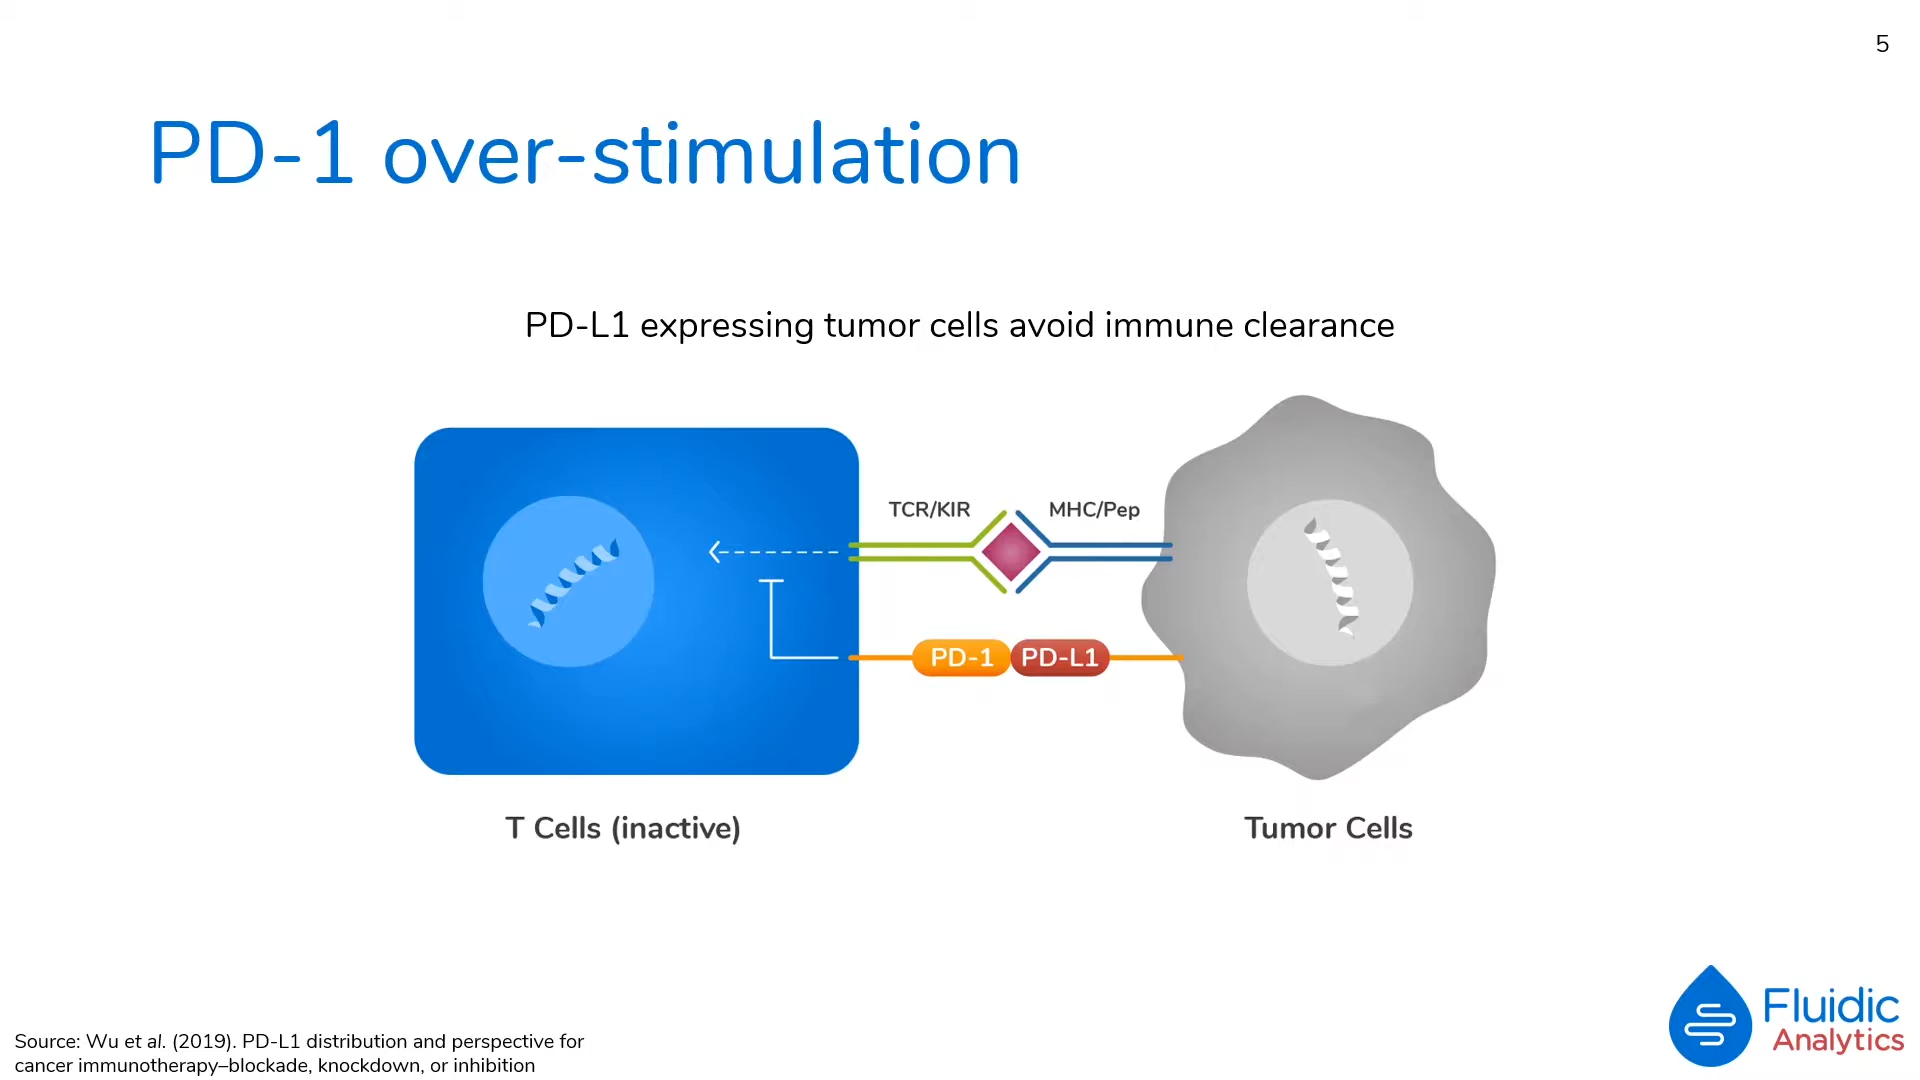 5
PD-1 over-stimulation
PD-L1 expressing tumor cells avoid immune clearance
TCR/KIR
MHC/Pep
PD-1
PD-L1
T Cells (inactive)
Tumor Cells
Source: Wu et al. (2019). PD-L1 distribution and perspective for
cancer immunotherapy–blockade, knockdown, or inhibition
Fluidic
Analytics